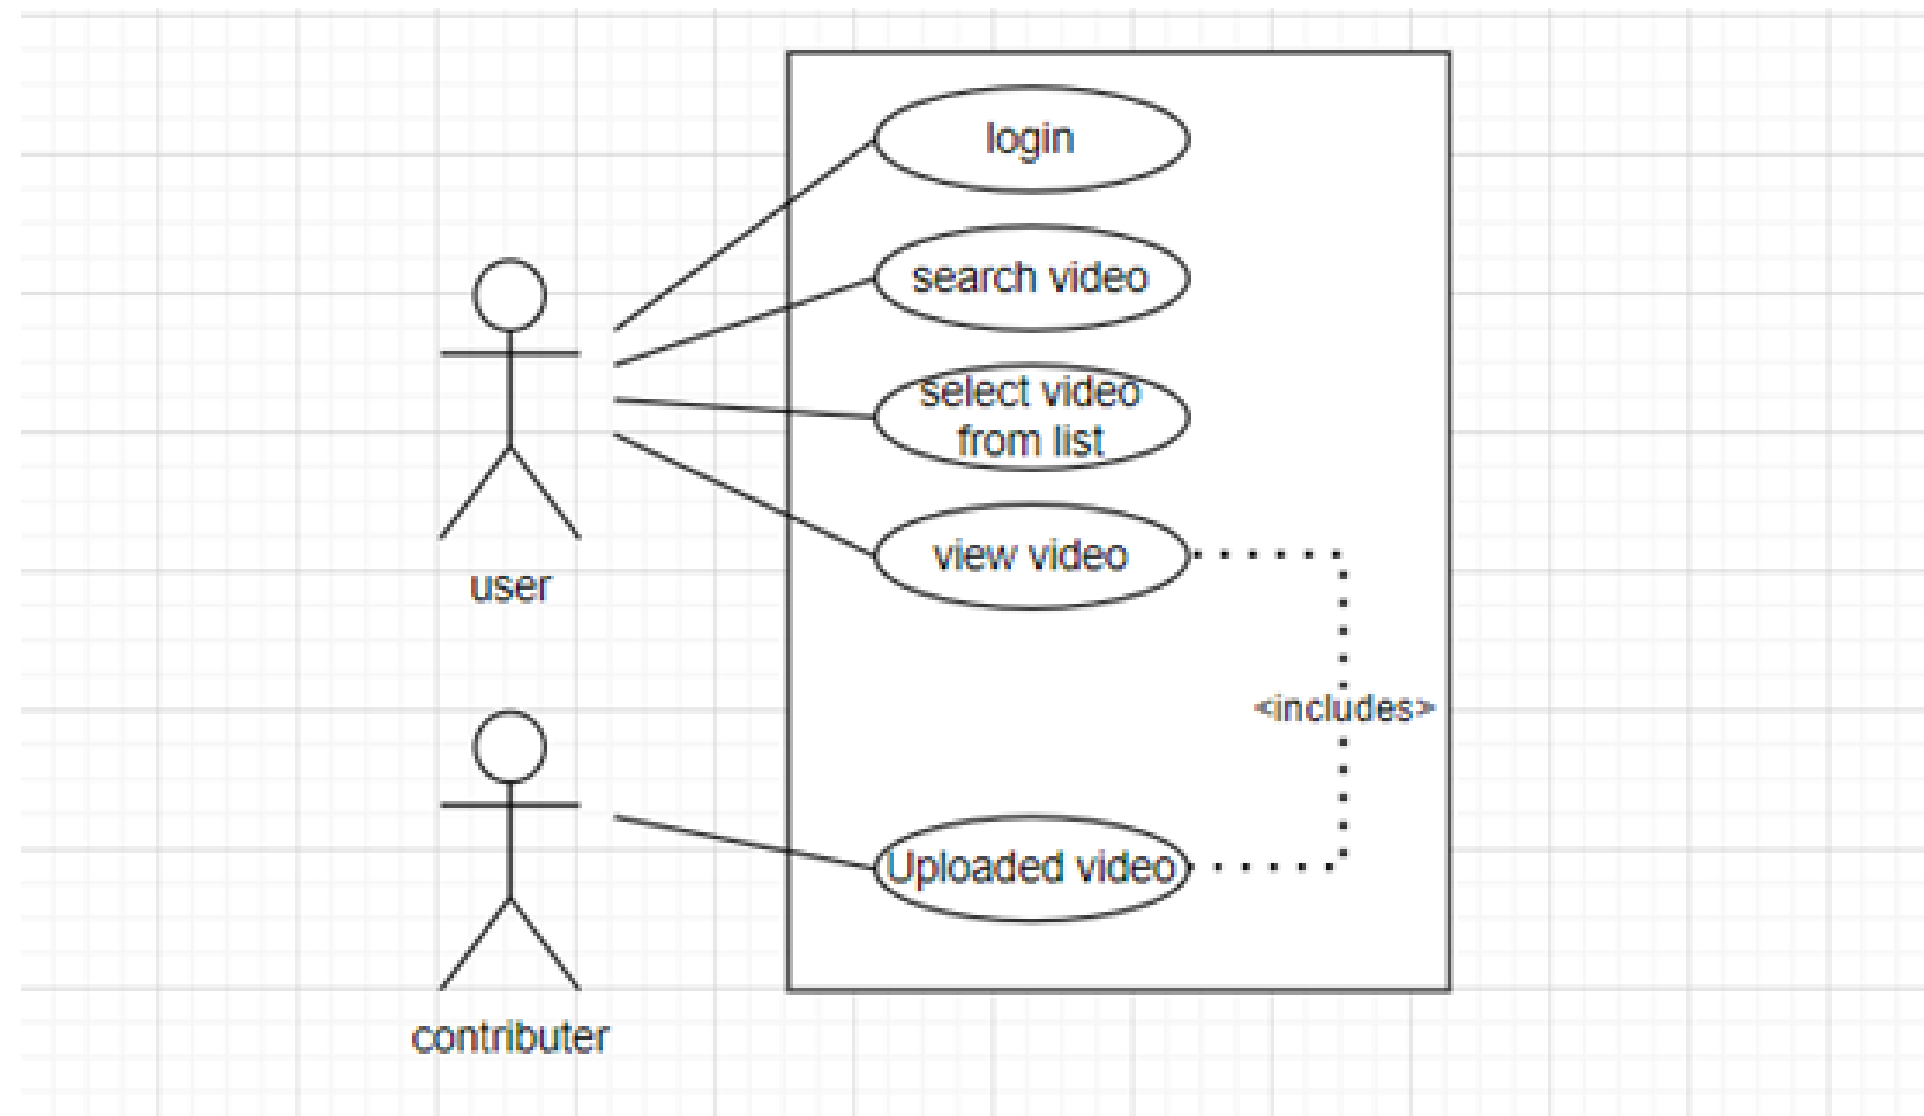 login
search video
select video
from list
view video
user
<includes>
Uploaded video
contributer